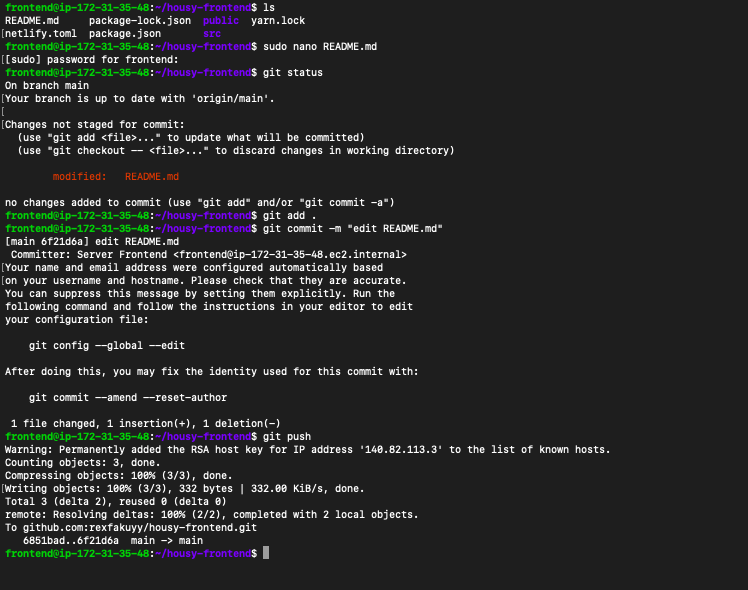 frontend@ip-172-31-35-48:~/housy-frontend$ ls
README.md     package-lock.json  public  yarn.lock
[netlify.toml  package.json       src
frontend@ip-172-31-35-48:~/housy-frontend$ sudo nano README.md
[[sudo] password for frontend:
frontend@ip-172-31-35-48:~/housy-frontend$ git status
On branch main
[Your branch is up to date with 'origin/main'.
[
[Changes not staged for commit:
  (use "git add <file>..." to update what will be committed)
  (use "git checkout -- <file>..." to discard changes in working directory)
        modified:   README.md
no changes added to commit (use "git add" and/or "git commit -a")
frontend@ip-172-31-35-48:~/housy-frontend$ git add .
frontend@ip-172-31-35-48:~/housy-frontend$ git commit -m "edit README.md"
[main 6f21d6a] edit README.md
 Committer: Server Frontend <frontend@ip-172-31-35-48.ec2.internal>
[Your name and email address were configured automatically based
[on your username and hostname. Please check that they are accurate.
You can suppress this message by setting them explicitly. Run the
following command and follow the instructions in your editor to edit
your configuration file:
    git config --global --edit
After doing this, you may fix the identity used for this commit with:
    git commit --amend --reset-author
 1 file changed, 1 insertion(+), 1 deletion(-)
frontend@ip-172-31-35-48:~/housy-frontend$ git push
Warning: Permanently added the RSA host key for IP address '140.82.113.3' to the list of known hosts.
Counting objects: 3, done.
Compressing objects: 100% (3/3), done.
[Writing objects: 100% (3/3), 332 bytes | 332.00 KiB/s, done.
Total 3 (delta 2), reused 0 (delta 0)
remote: Resolving deltas: 100% (2/2), completed with 2 local objects.
To github.com:rexfakuyy/housy-frontend.git
   6851bad..6f21d6a  main -> main
frontend@ip-172-31-35-48:~/housy-frontend$